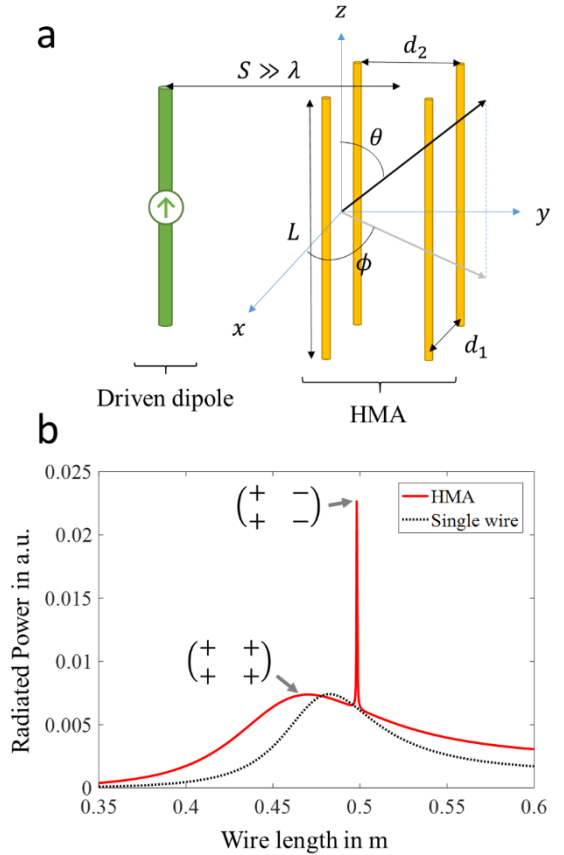 a
z
S ≫ λ
d₂
θ
L
y
ϕ
x
d₁
Driven dipole
HMA
b
Radiated Power in a.u.
0.025
0.02
0.015
0.01
0.005
0
(+ −
+ −)
(+ +
+ +)
HMA
Single wire
0.35
0.4
0.45
0.5
0.55
0.6
Wire length in m